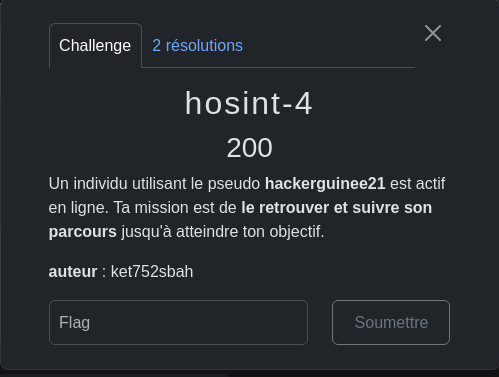 Challenge
2 résolutions
hosint-4
200
Un individu utilisant le pseudo hackerguinee21 est actif
en ligne. Ta mission est de le retrouver et suivre son
parcours jusqu'à atteindre ton objectif.
auteur : ket752sbah
Flag
Soumettre